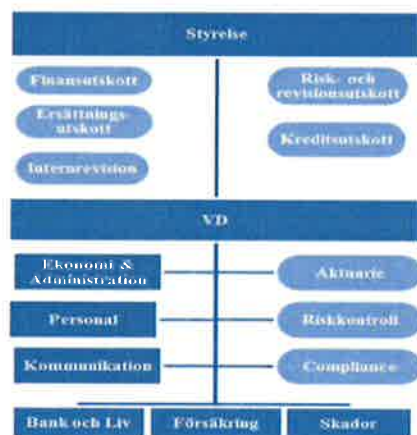 Styrelse
Finansutskott
Ersättnings-
utskott
Internrevision
Risk- och
revisionsutskott
Kreditsutskott
VD
Ekonomi &
Administration
Aktuarie
Personal
Riskkontroll
Kommunikation
Compliance
Bank och Liv
Försäkring
Skador